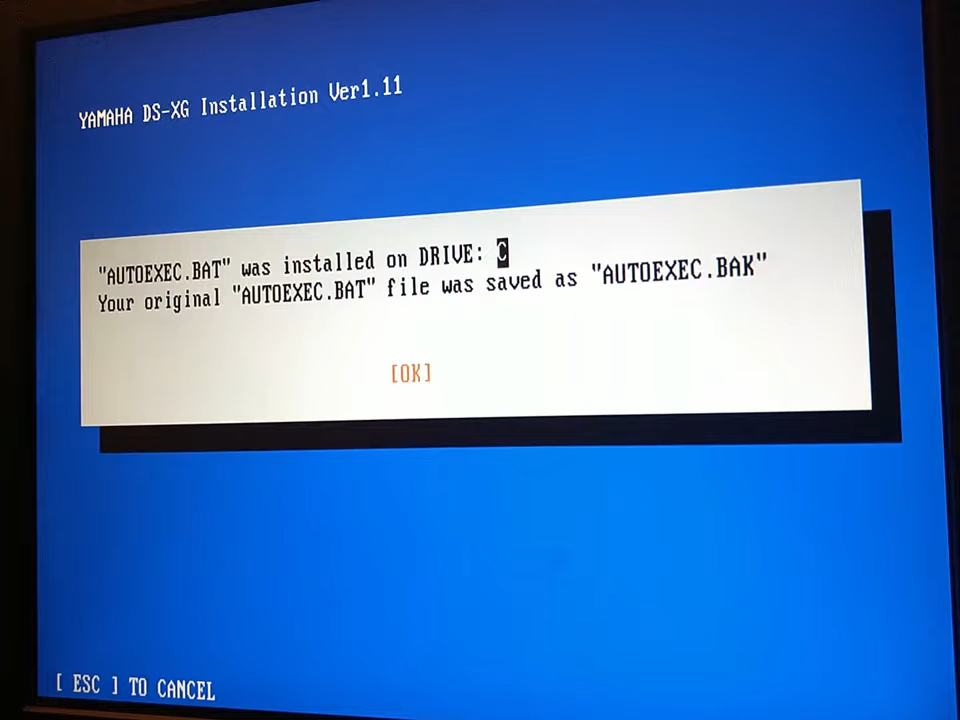 YAMAHA DS-XG Installation Ver1.11
"AUTOEXEC.BAT" was installed on DRIVE: C
Your original "AUTOEXEC.BAT" file was saved as "AUTOEXEC.BAK"
[OK]
[ ESC ] TO CANCEL